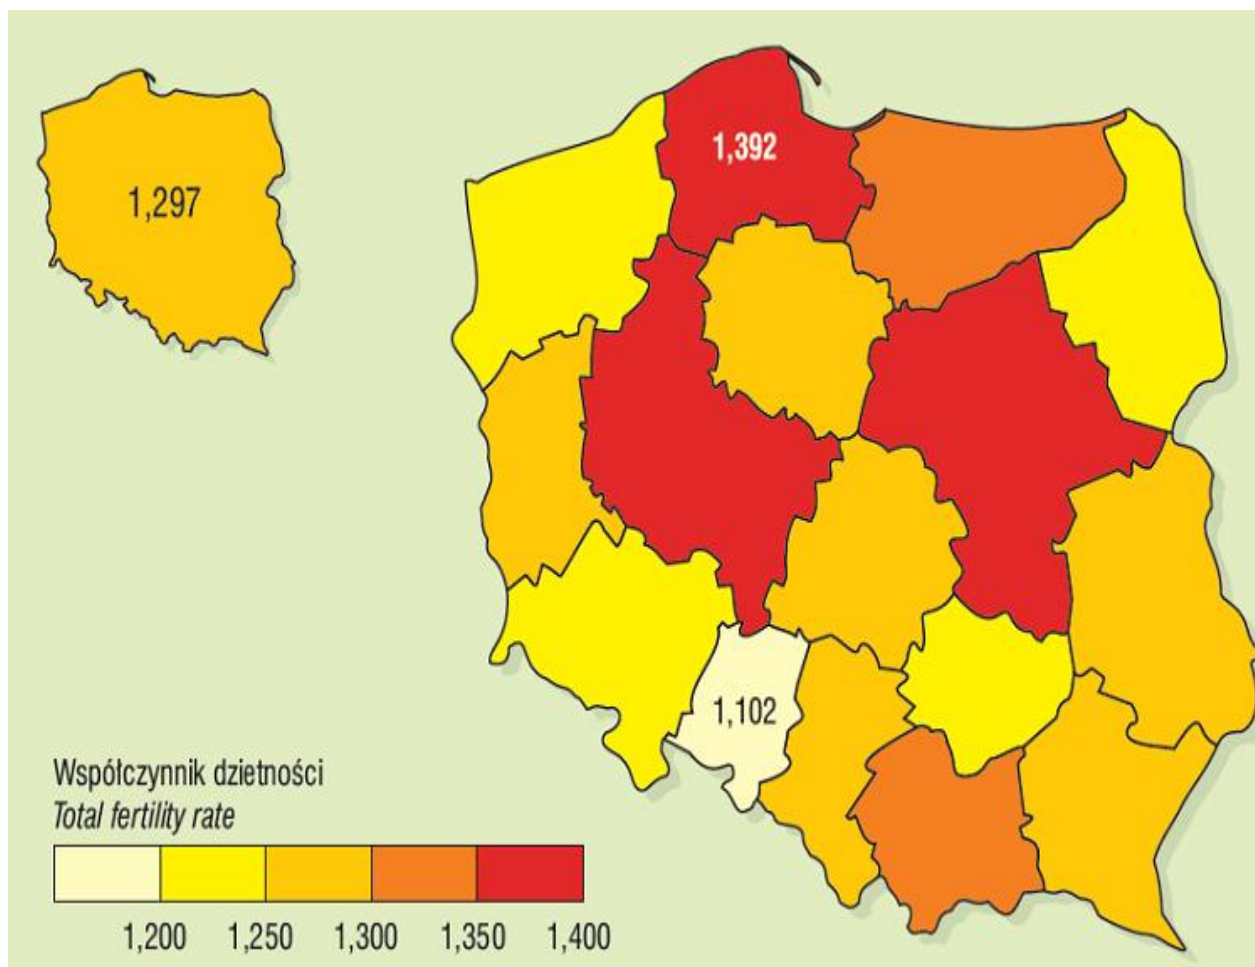 1,297
1,392
1,102
Współczynnik dzietności
Total fertility rate
1,200 1,250 1,300 1,350 1,400